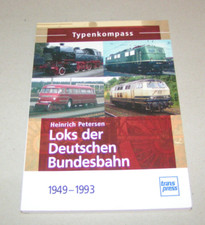 Typenkompass
Heinrich Petersen
Loks der
Deutschen
Bundesbahn
1949–1993
trans
press